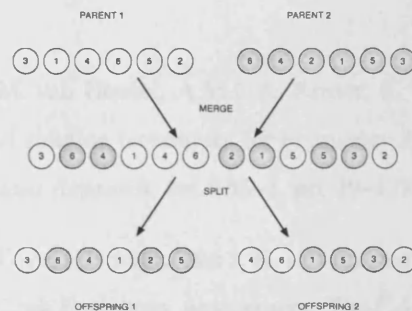 PARENT 1 PARENT 2
3 1 4 6 5 2 6 4 2 1 5 3
MERGE
3 6 4 1 4 6 2 1 5 5 3 2
SPLIT
3 6 4 1 2 5 4 6 1 5 3 2
OFFSPRING 1 OFFSPRING 2